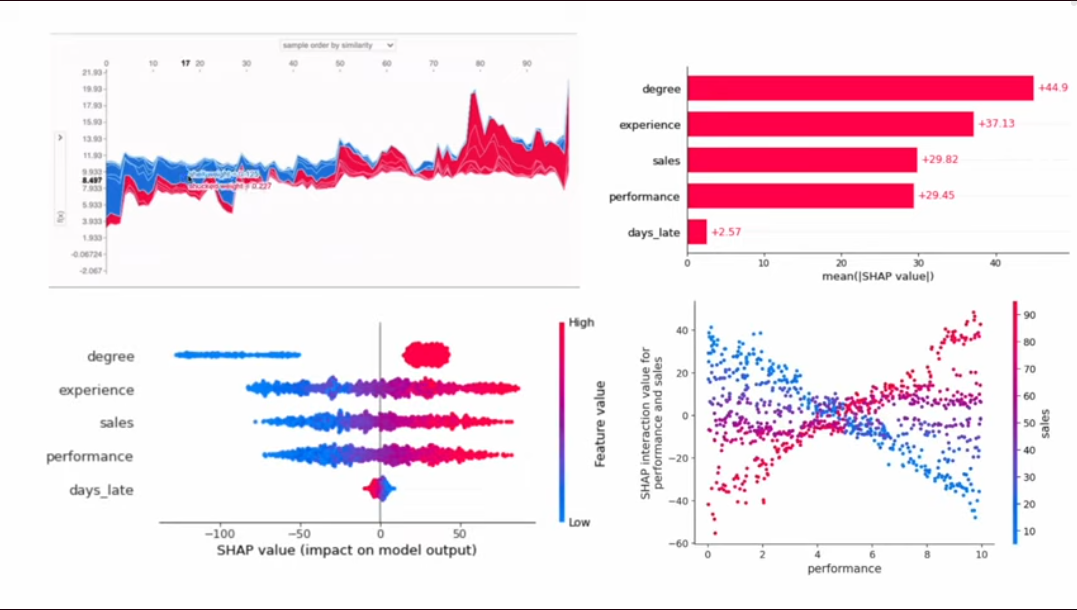 sample order by similarity
0 10 17 20 30 40 50 60 70 80 90
21.93
19.93
17.93
15.93
13.93
11.93
9.930
8.497
7.933
5.933
3.933
1.933
-0.06724
-2.067
f(x)
shucked weight = 0.227
degree +44.9
experience +37.13
sales +29.82
performance +29.45
days_late +2.57
0 10 20 30 40
mean(|SHAP value|)
degree
experience
sales
performance
days_late
−100 −50 0 50
SHAP value (impact on model output)
High
Low
Feature value
SHAP interaction value for
performance and sales
40
20
0
−20
−40
−60
0 2 4 6 8 10
performance
90
80
70
60
50
40
30
20
10
sales